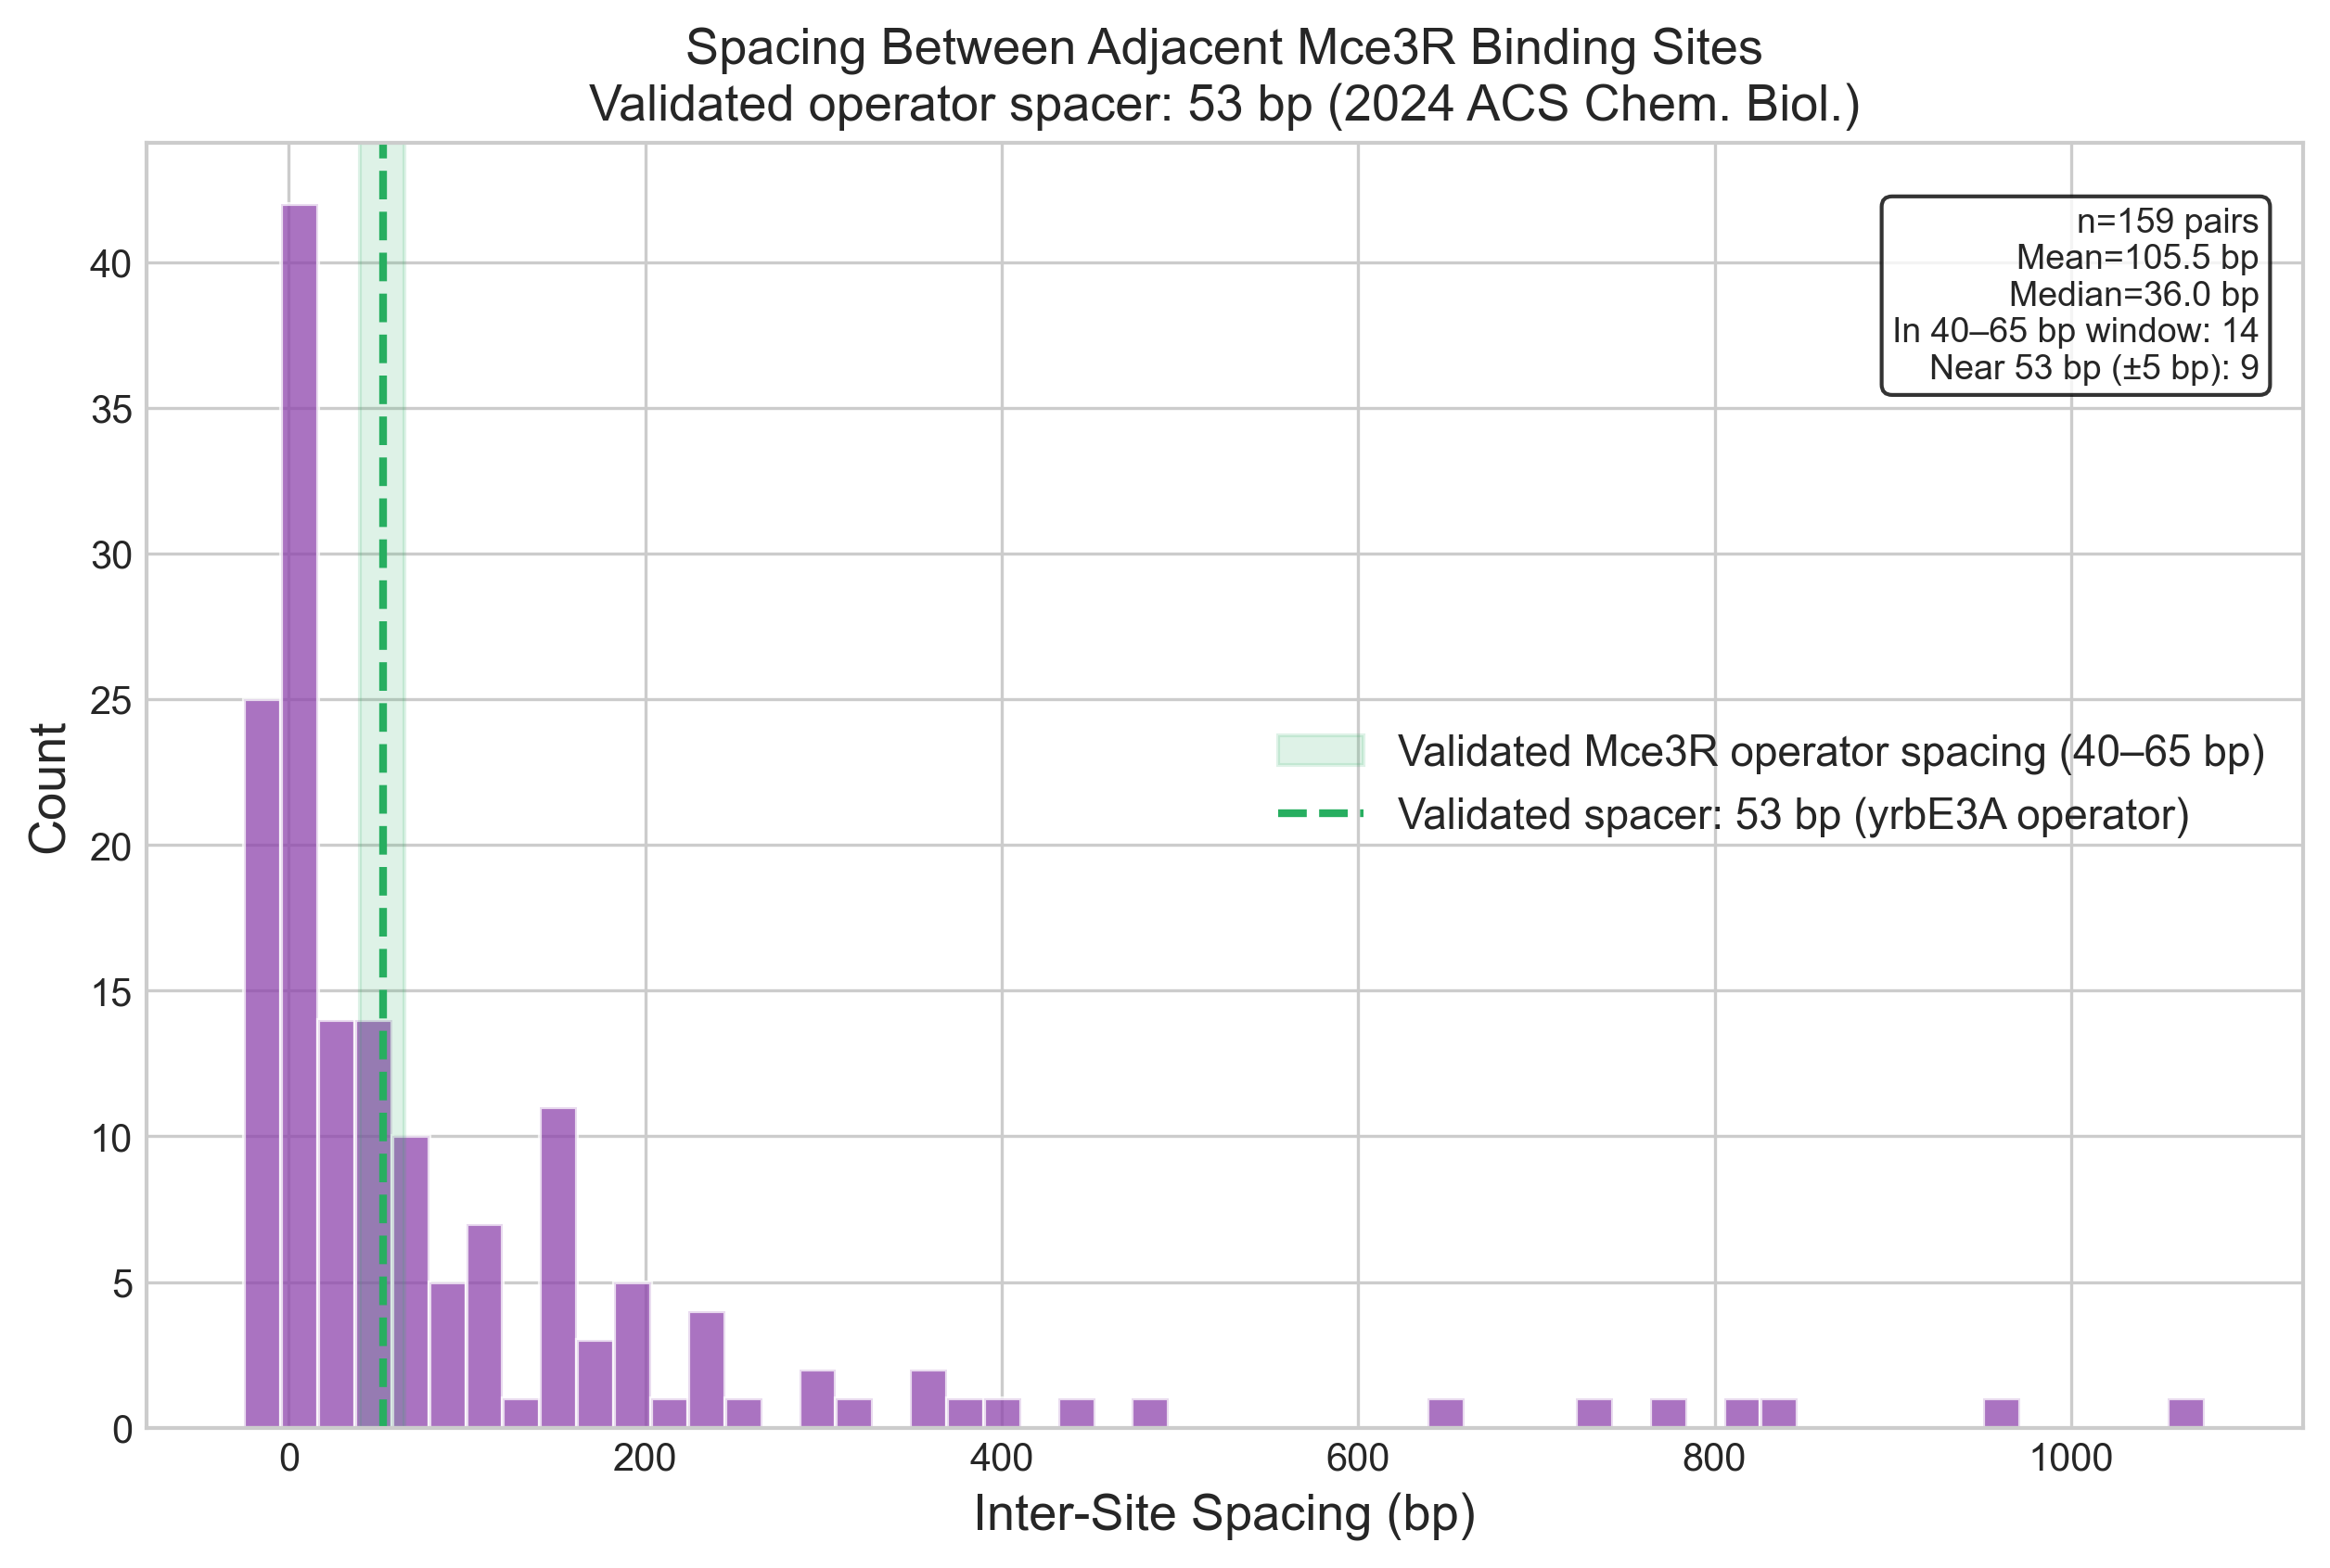 Spacing Between Adjacent Mce3R Binding Sites
Validated operator spacer: 53 bp (2024 ACS Chem. Biol.)
n=159 pairs
Mean=105.5 bp
Median=36.0 bp
In 40–65 bp window: 14
Near 53 bp (±5 bp): 9
Validated Mce3R operator spacing (40–65 bp)
Validated spacer: 53 bp (yrbE3A operator)
Count
40
35
30
25
20
15
10
5
0
0 200 400 600 800 1000
Inter-Site Spacing (bp)